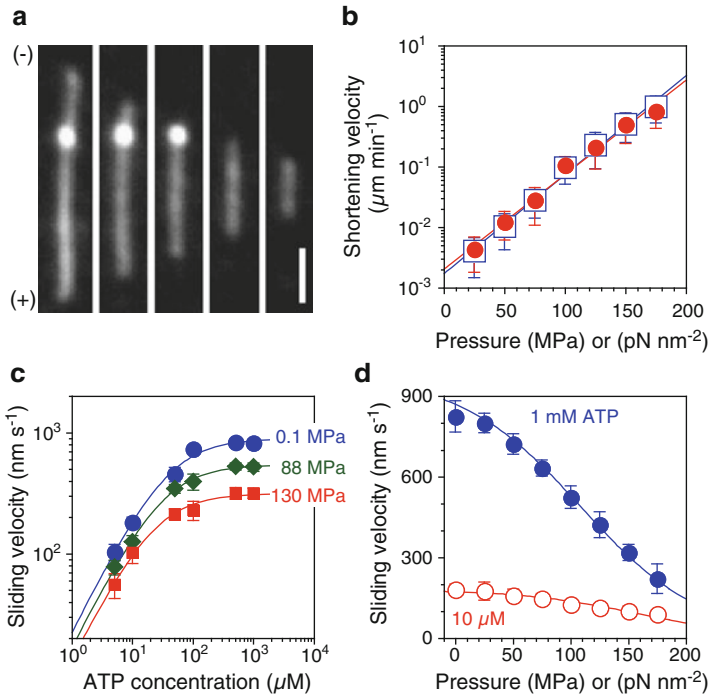 a
(-)
(+)
b
Shortening velocity
(µm min⁻¹)
10¹
10⁰
10⁻¹
10⁻²
10⁻³
0 50 100 150 200
Pressure (MPa) or (pN nm⁻²)
c
Sliding velocity (nm s⁻¹)
10³
10²
0.1 MPa
88 MPa
130 MPa
10⁰ 10¹ 10² 10³ 10⁴
ATP concentration (µM)
d
Sliding velocity (nm s⁻¹)
900
600
300
0
1 mM ATP
10 µM
0 50 100 150 200
Pressure (MPa) or (pN nm⁻²)